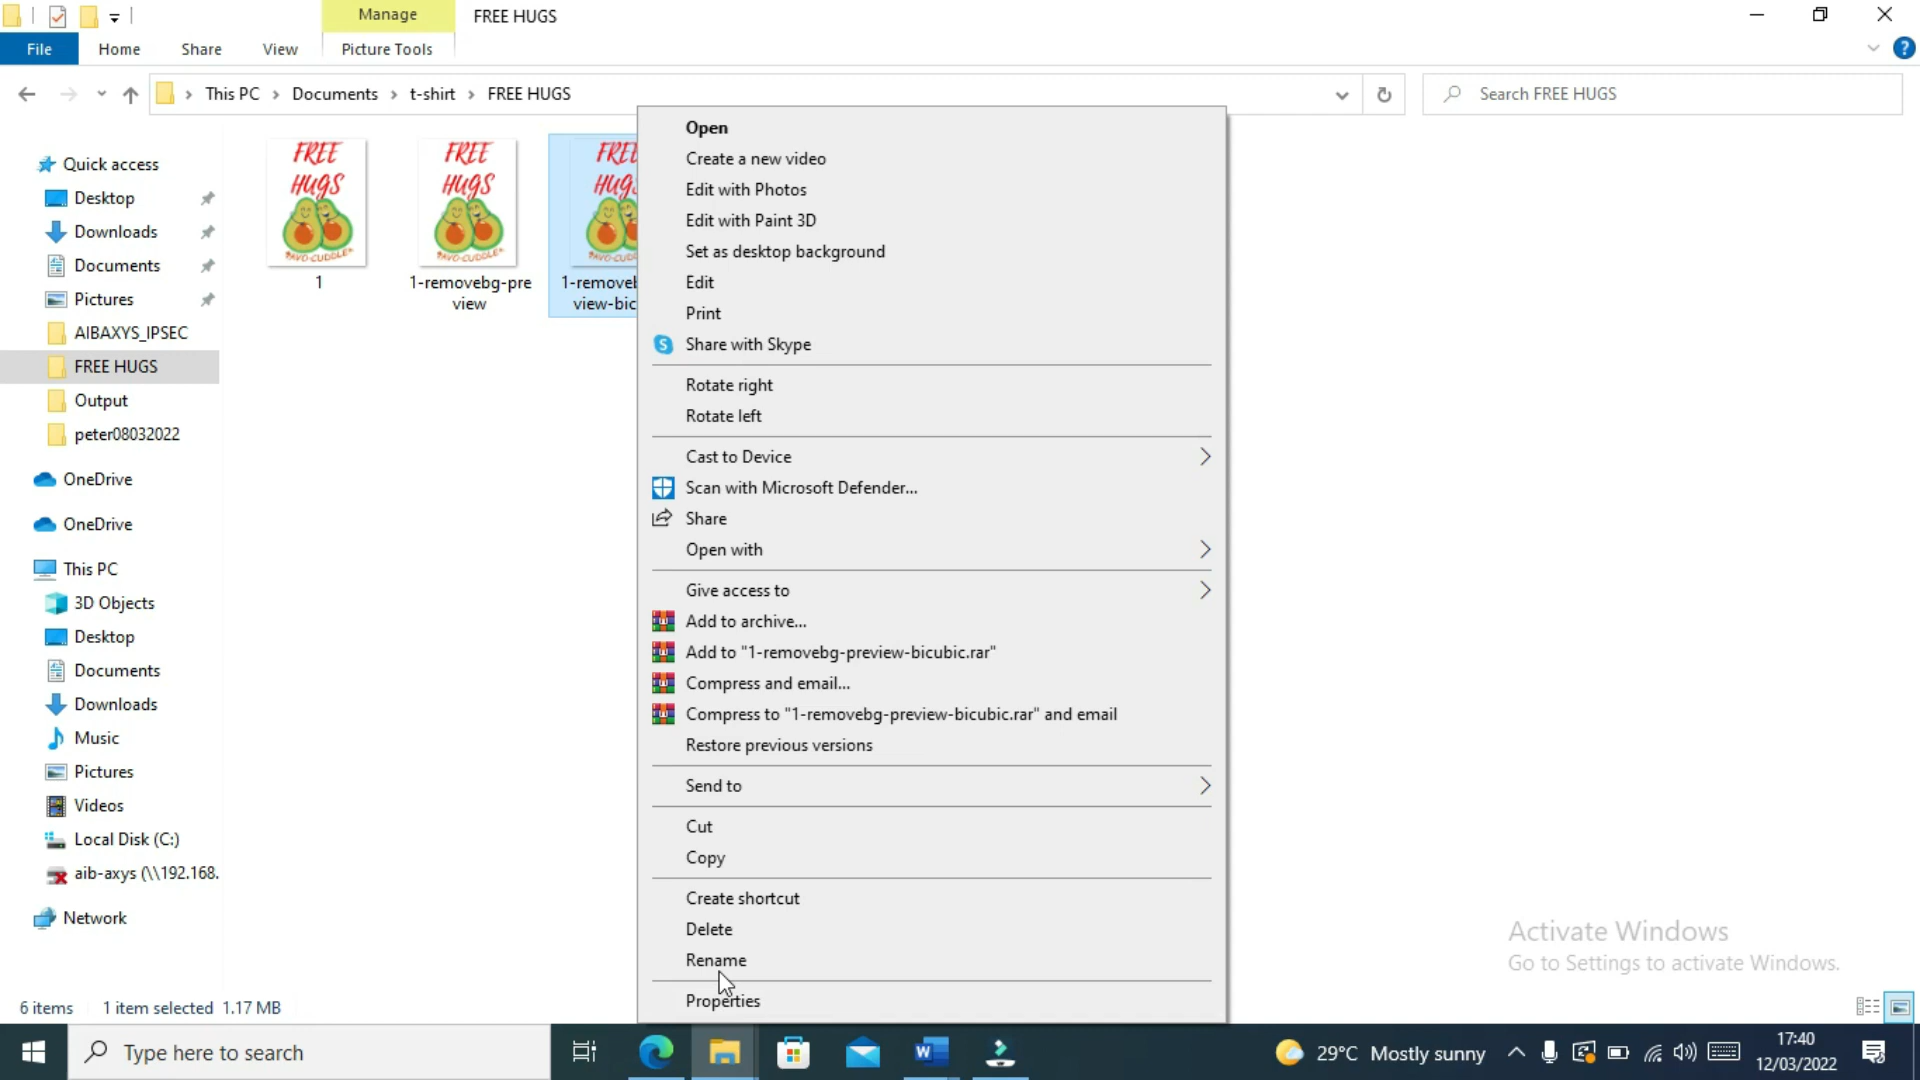 Manage
FREE HUGS
File
Home
Share
View
Picture Tools
This PC
Documents
t-shirt
FREE HUGS
Search FREE HUGS
Quick access
Desktop
Downloads
Documents
Pictures
AIBAXYS_IPSEC
FREE HUGS
Output
peter08032022
OneDrive
OneDrive
This PC
3D Objects
Desktop
Documents
Downloads
Music
Pictures
Videos
Local Disk (C:)
aib-axys (\\192.168.
Network
FREE
HUGS
1
FREE
HUGS
1-removebg-pre
view
1-removeb
view-bic
Open
Create a new video
Edit with Photos
Edit with Paint 3D
Set as desktop background
Edit
Print
S
Share with Skype
Rotate right
Rotate left
Cast to Device
Scan with Microsoft Defender...
Share
Open with
Give access to
Add to archive...
Add to "1-removebg-preview-bicubic.rar"
Compress and email...
Compress to "1-removebg-preview-bicubic.rar" and email
Restore previous versions
Send to
Cut
Copy
Create shortcut
Delete
Rename
Properties
Activate Windows
Go to Settings to activate Windows.
6 items
1 item selected 1.17 MB
Type here to search
29°C Mostly sunny
17:40
12/03/2022